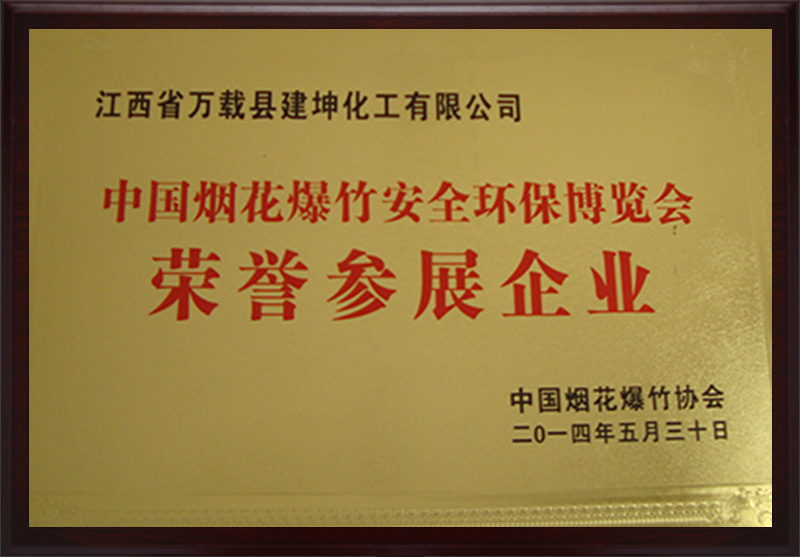 江西省万载县建坤化工有限公司
中国烟花爆竹安全环保博览会
荣誉参展企业
中国烟花爆竹协会
二0一四年五月三十日